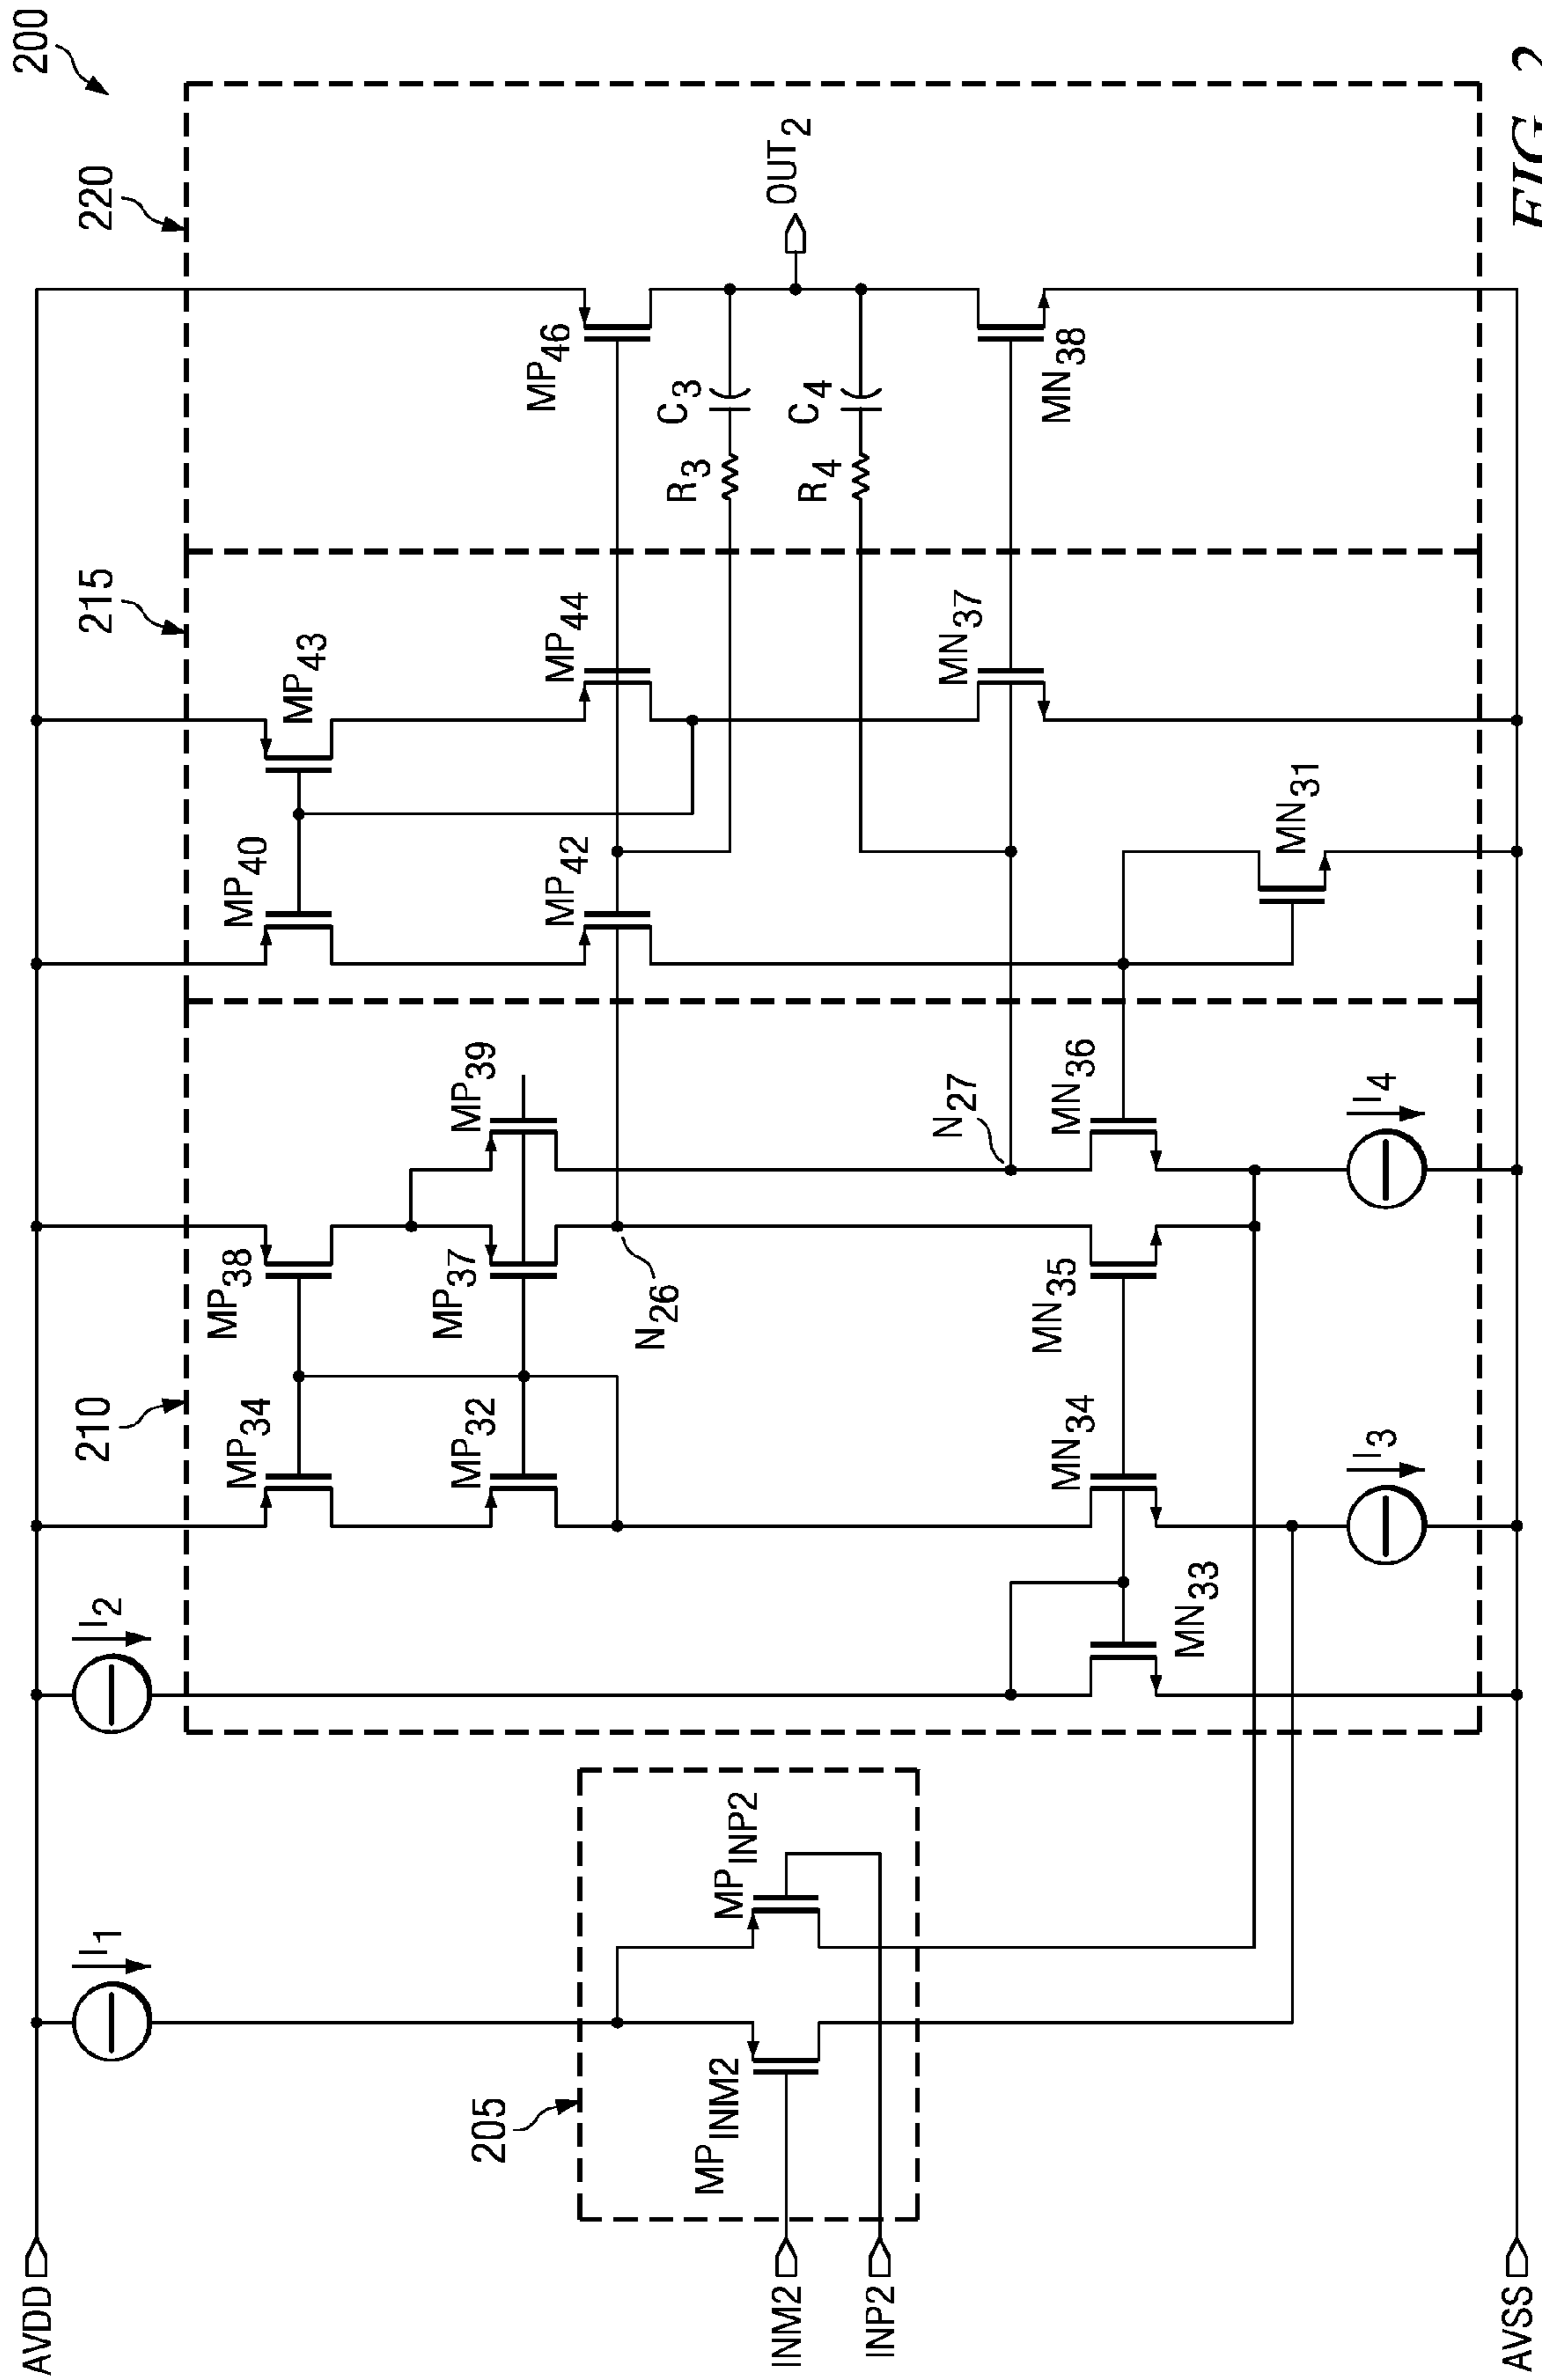 200
220
215
210
205
AVDD
I1
I2
MP34
MP38
MP40
MP43
MP32
MP37
MP39
MP42
MP44
MP46
N26
R3
C3
OUT2
R4
C4
INM2
INP2
MPINM2
MPINP2
N27
MN33
MN34
MN35
MN36
MN37
MN38
MN31
I3
I4
AVSS
FIG. 2